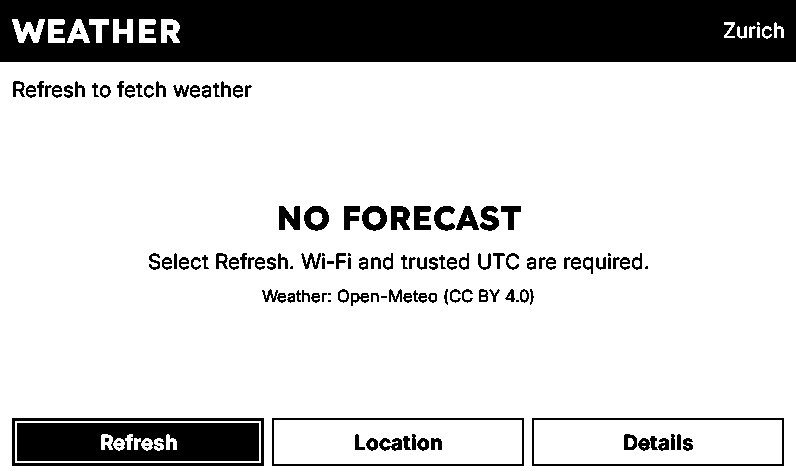 WEATHER
Zurich
Refresh to fetch weather
NO FORECAST
Select Refresh. Wi-Fi and trusted UTC are required.
Weather: Open-Meteo (CC BY 4.0)
Refresh
Location
Details